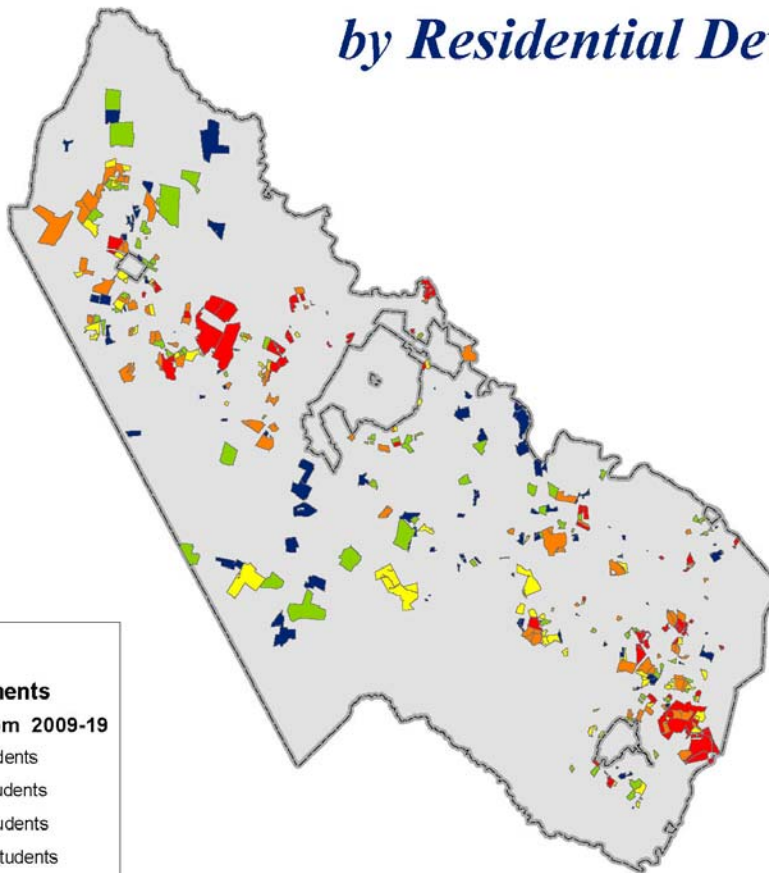 by Residential De
ments
m 2009-19
dents
udents
udents
tudents